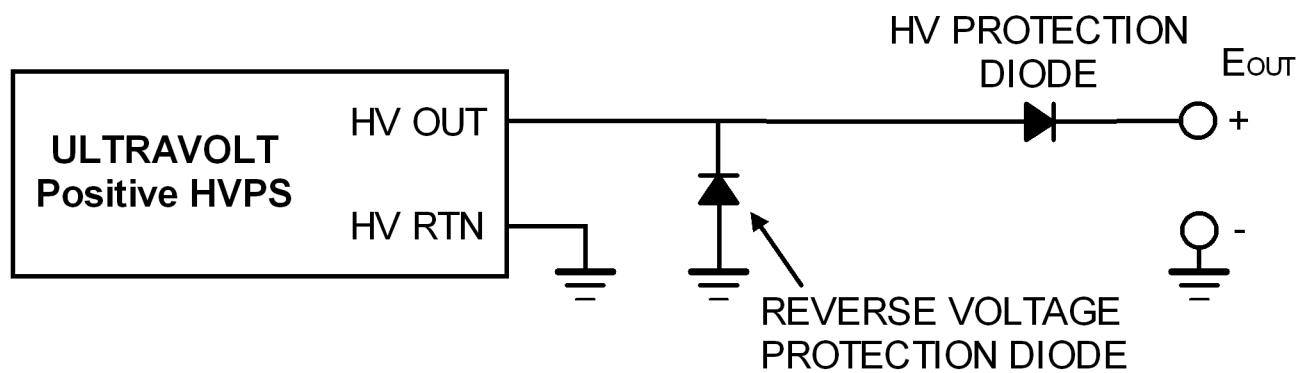 HV PROTECTION
DIODE
EOUT
ULTRAVOLT
Positive HVPS
HV OUT
+
HV RTN
-
REVERSE VOLTAGE
PROTECTION DIODE